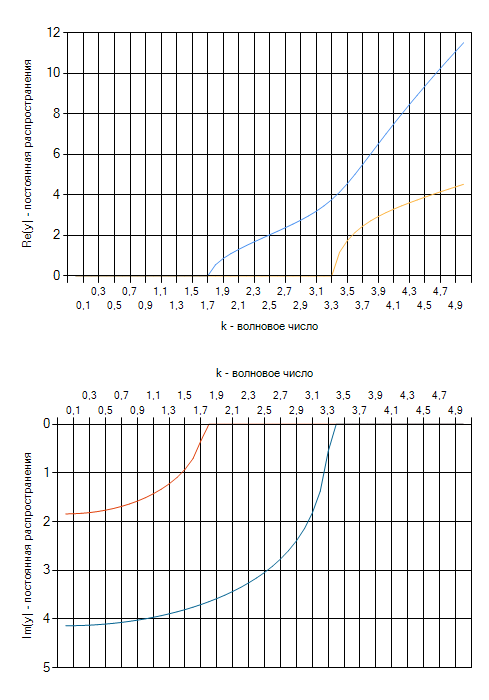 Re(y| - постоянная распространения
12
10
8
6
4
2
0
0,3 0,7 1,1 1,5 1,9 2,3 2,7 3,1 3,5 3,9 4,3 4,7
0,1 0,5 0,9 1,3 1,7 2,1 2,5 2,9 3,3 3,7 4,1 4,5 4,9
k - волновое число
k - волновое число
0,3 0,7 1,1 1,5 1,9 2,3 2,7 3,1 3,5 3,9 4,3 4,7
0,1 0,5 0,9 1,3 1,7 2,1 2,5 2,9 3,3 3,7 4,1 4,5 4,9
Im(y| - постоянная распространения
0
1
2
3
4
5